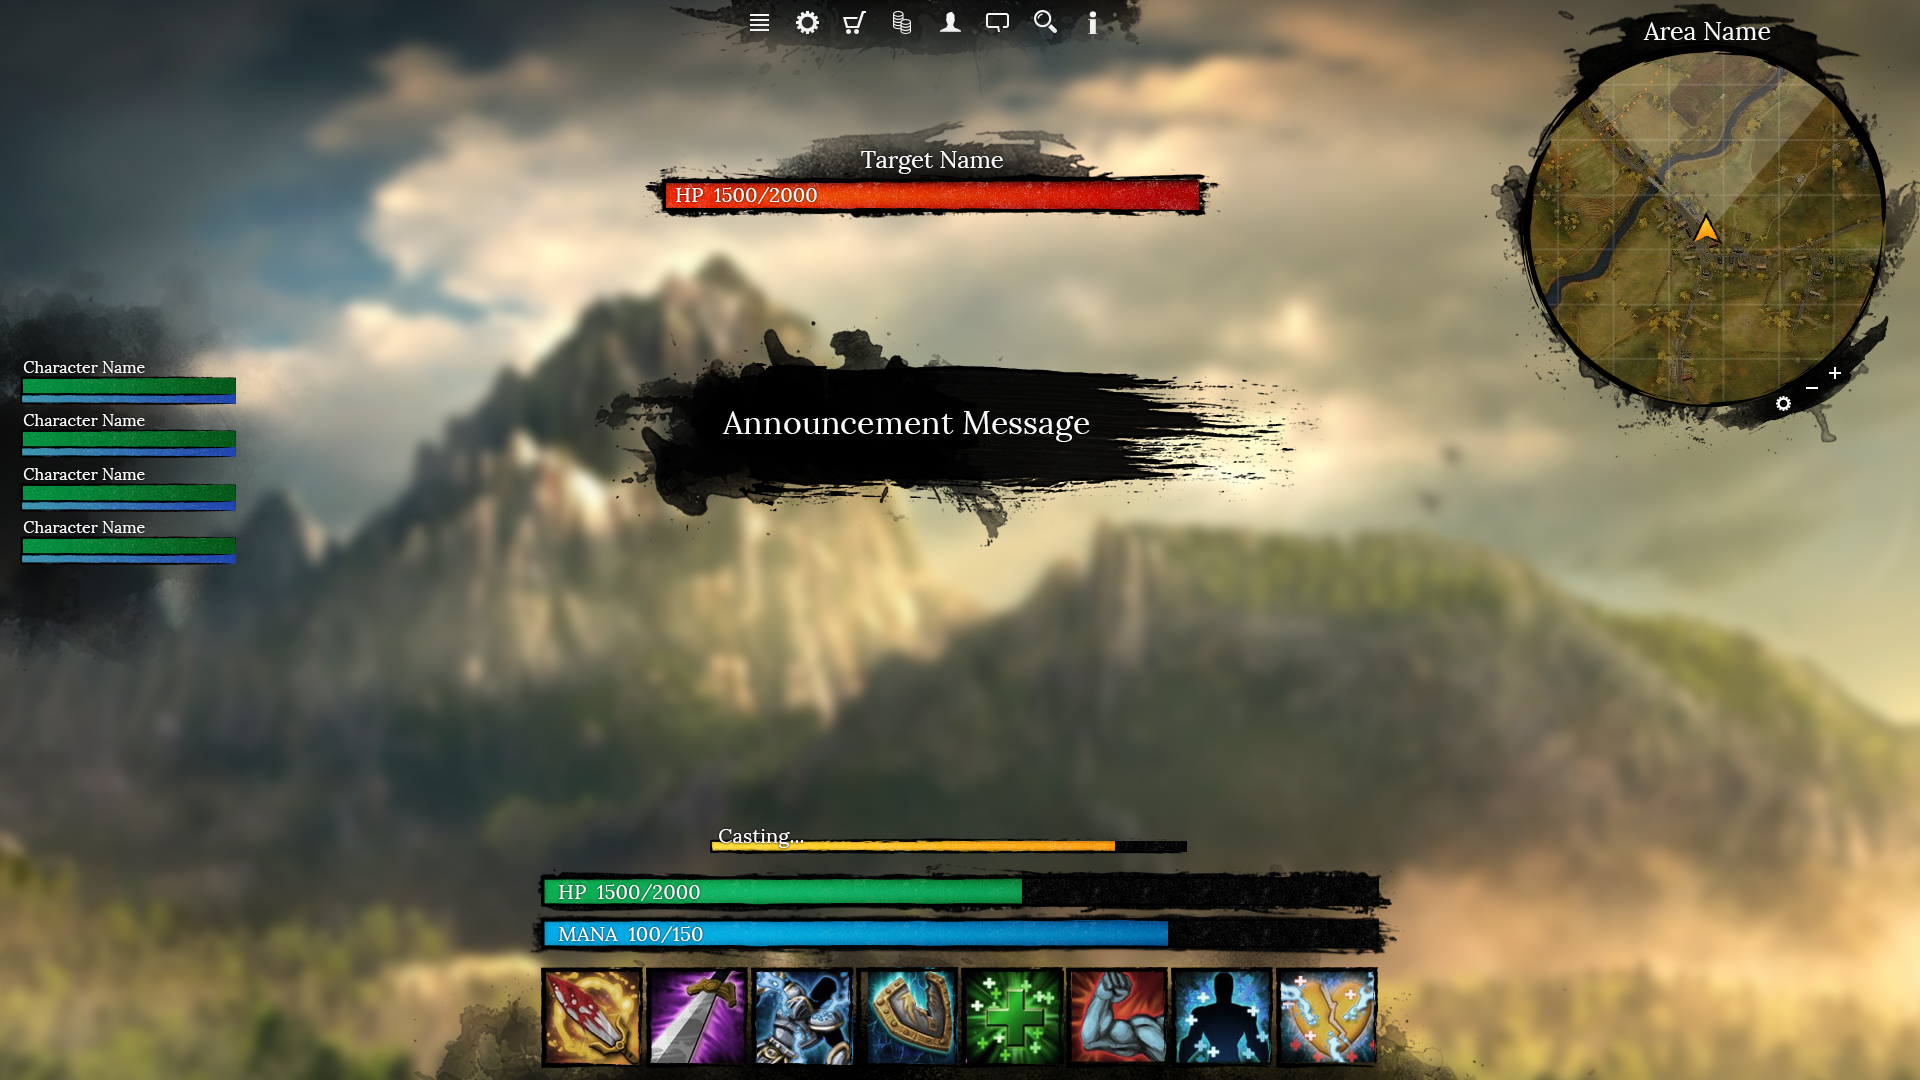 Area Name
Target Name
HP 1500/2000
Character Name
Character Name
Character Name
Character Name
Announcement Message
Casting...
HP 1500/2000
MANA 100/150